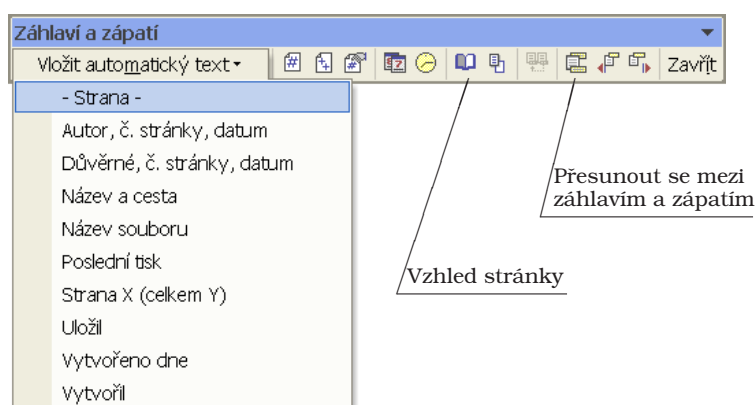 Záhlaví a zápatí
Vložit automatický text
Zavřít
- Strana -
Autor, č. stránky, datum
Důvěrné, č. stránky, datum
Název a cesta
Název souboru
Poslední tisk
Strana X (celkem Y)
Uložil
Vytvořeno dne
Vytvořil
Přesunout se mezi
záhlavím a zápatím
Vzhled stránky